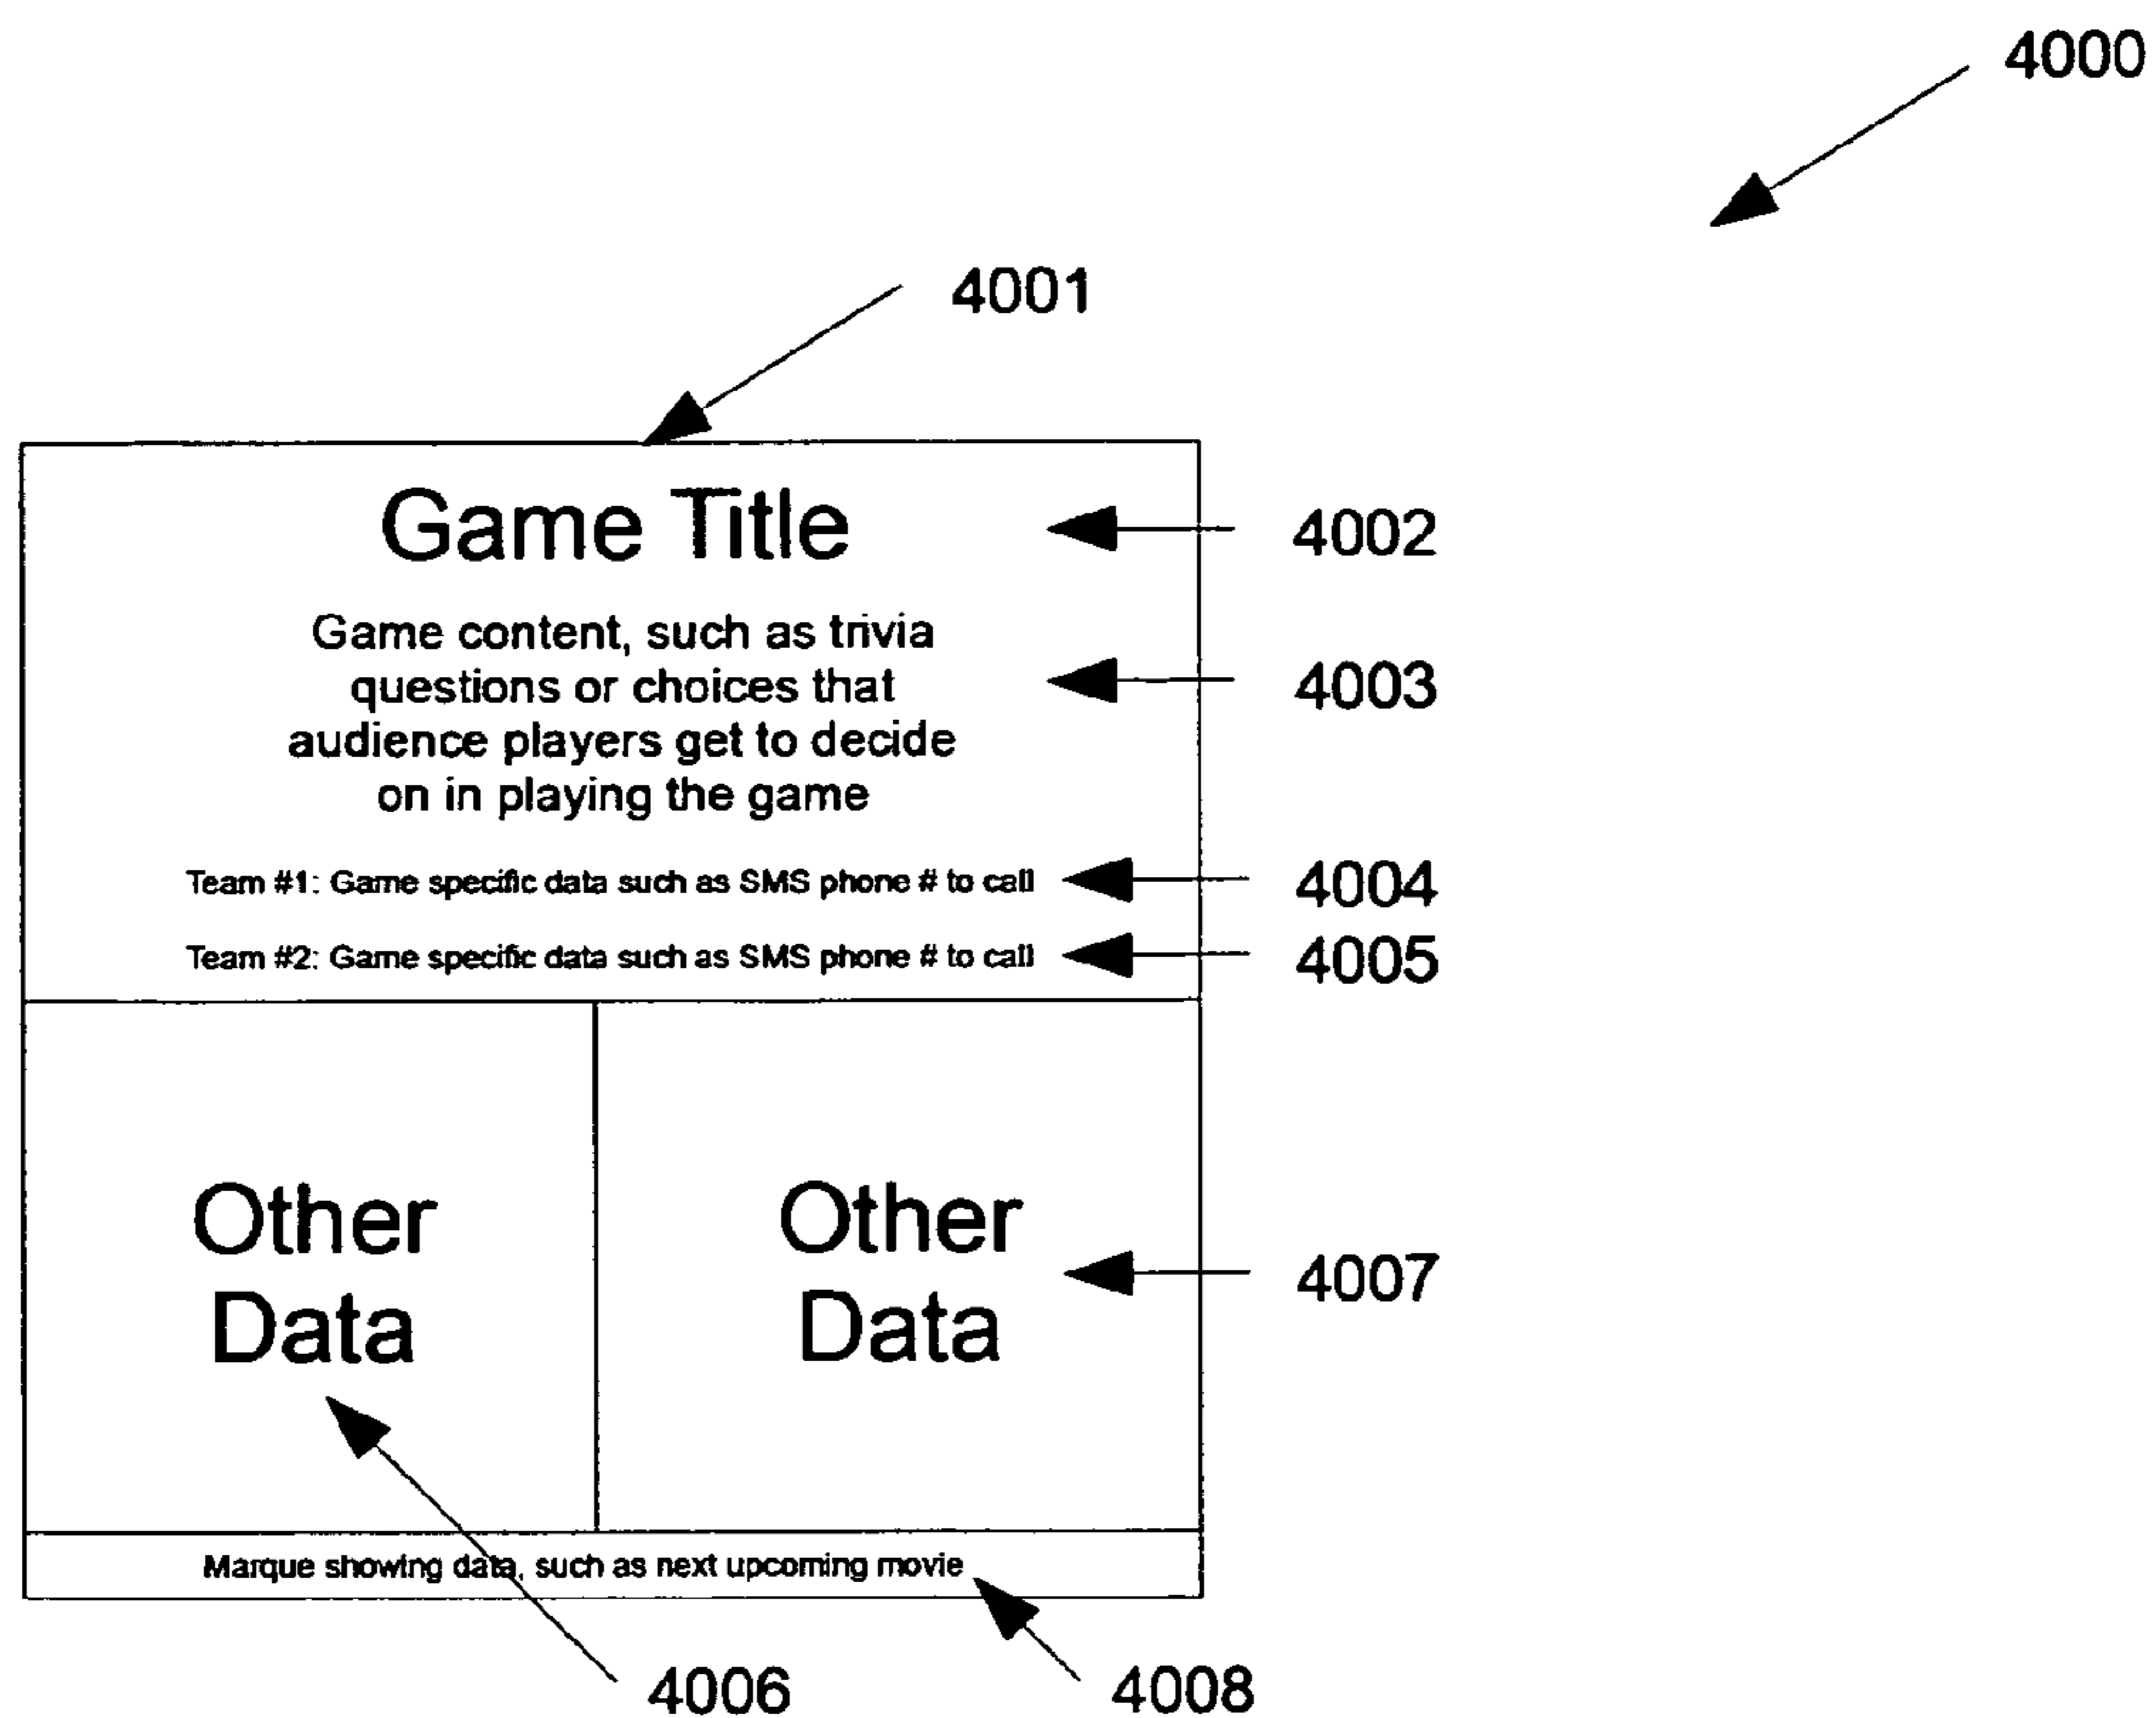 4000
4001
Game Title
4002
Game content, such as trivia
questions or choices that
audience players get to decide
on in playing the game
4003
Team #1: Game specific data such as SMS phone # to call
4004
Team #2: Game specific data such as SMS phone # to call
4005
Other
Data
Other
Data
4007
Marque showing data, such as next upcoming movie
4006
4008